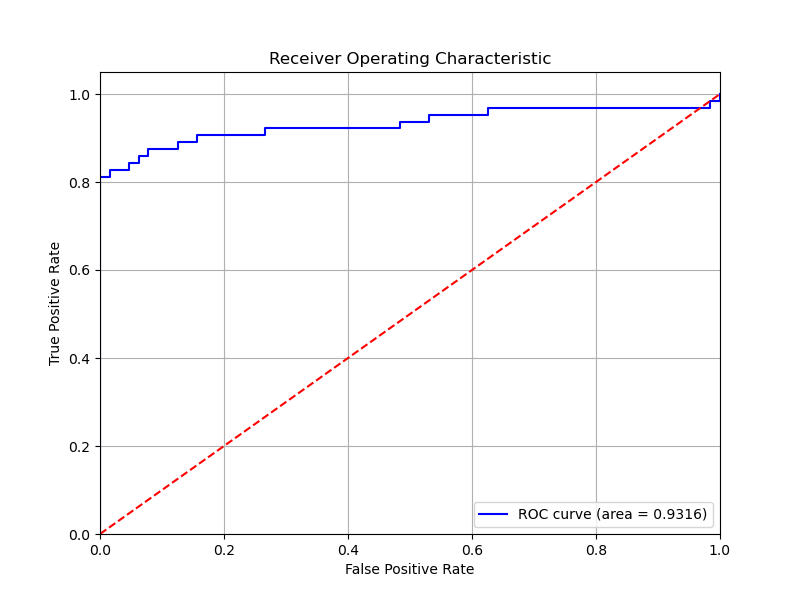 Receiver Operating Characteristic
True Positive Rate
1.0
0.8
0.6
0.4
0.2
0.0
0.0 0.2 0.4 0.6 0.8 1.0
False Positive Rate
ROC curve (area = 0.9316)